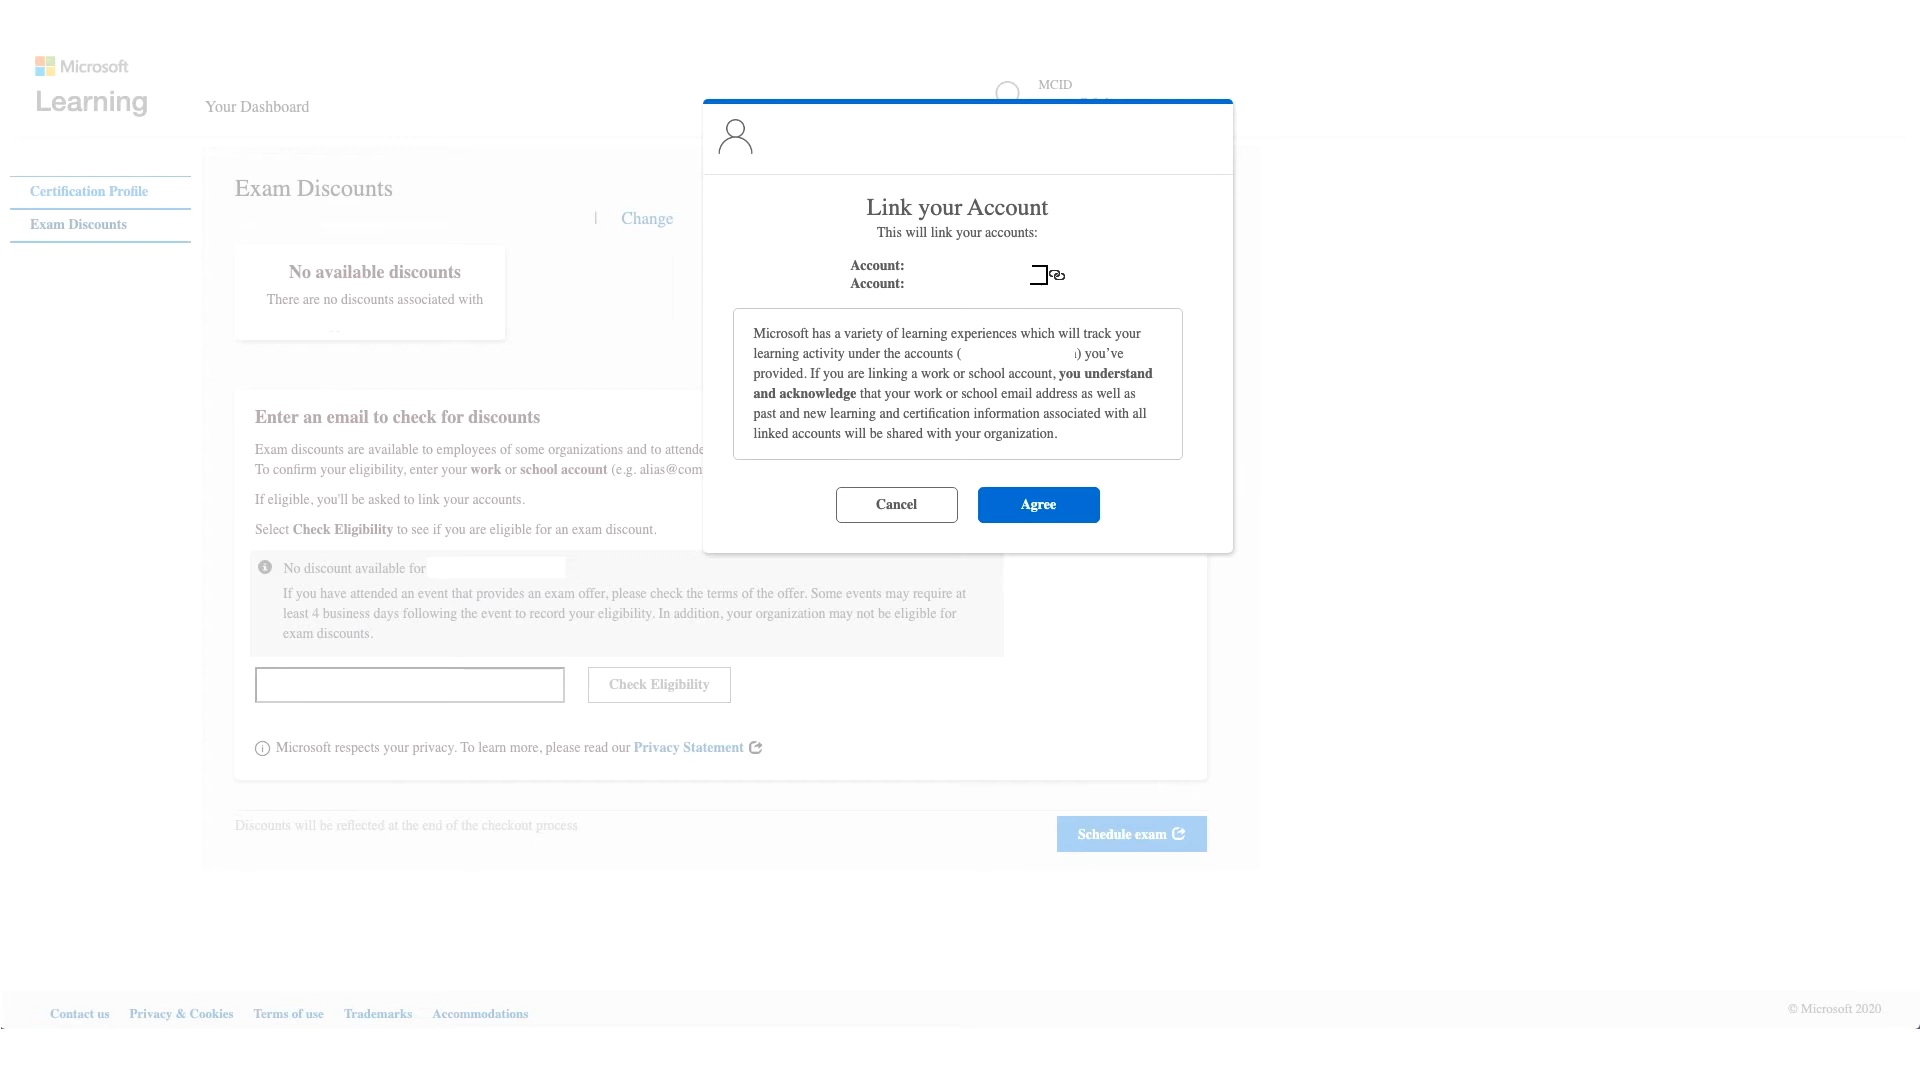 Microsoft
Learning
Your Dashboard
MCID
Certification Profile
Exam Discounts
Exam Discounts
| Change
No available discounts
There are no discounts associated with
Enter an email to check for discounts
Exam discounts are available to employees of some organizations and to attende
To confirm your eligibility, enter your work or school account (e.g. alias@com
If eligible, you'll be asked to link your accounts.
Select Check Eligibility to see if you are eligible for an exam discount.
No discount available for
If you have attended an event that provides an exam offer, please check the terms of the offer. Some events may require at
least 4 business days following the event to record your eligibility. In addition, your organization may not be eligible for
exam discounts.
Check Eligibility
Microsoft respects your privacy. To learn more, please read our Privacy Statement
Discounts will be reflected at the end of the checkout process
Schedule exam
Link your Account
This will link your accounts:
Account:
Account:
Microsoft has a variety of learning experiences which will track your
learning activity under the accounts ( ) you've
provided. If you are linking a work or school account, you understand
and acknowledge that your work or school email address as well as
past and new learning and certification information associated with all
linked accounts will be shared with your organization.
Cancel
Agree
Contact us
Privacy & Cookies
Terms of use
Trademarks
Accommodations
© Microsoft 2020